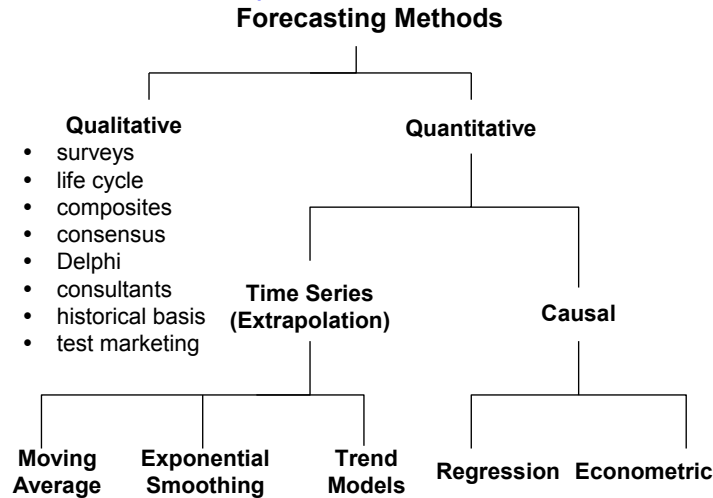 Forecasting Methods
Qualitative
• surveys
• life cycle
• composites
• consensus
• Delphi
• consultants
• historical basis
• test marketing
Quantitative
Time Series
(Extrapolation)
Causal
Moving
Average
Exponential
Smoothing
Trend
Models
Regression
Econometric